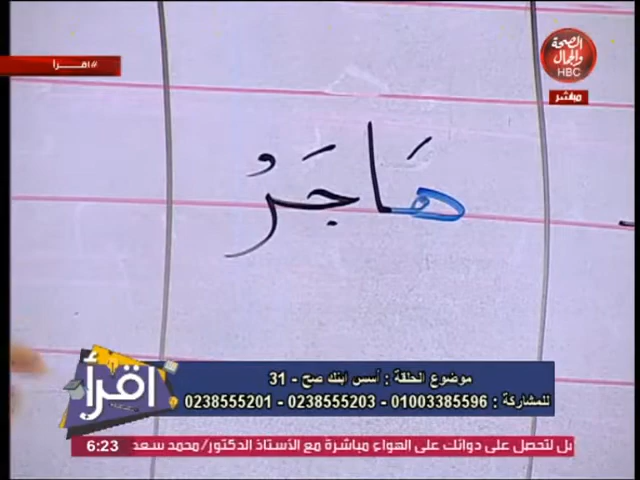 الصحة
والجمال
HBC
مباشر
#اقرأ
هَاجَرُ
اقرأ
موضوع الحلقة : أسس إبنك صح - 31
للمشاركة : 01003385596 - 0238555203 - 0238555201
6:23
بل لتحصل على دوائك على الهواء مباشرة مع الأستاذ الدكتور/ محمد سعد